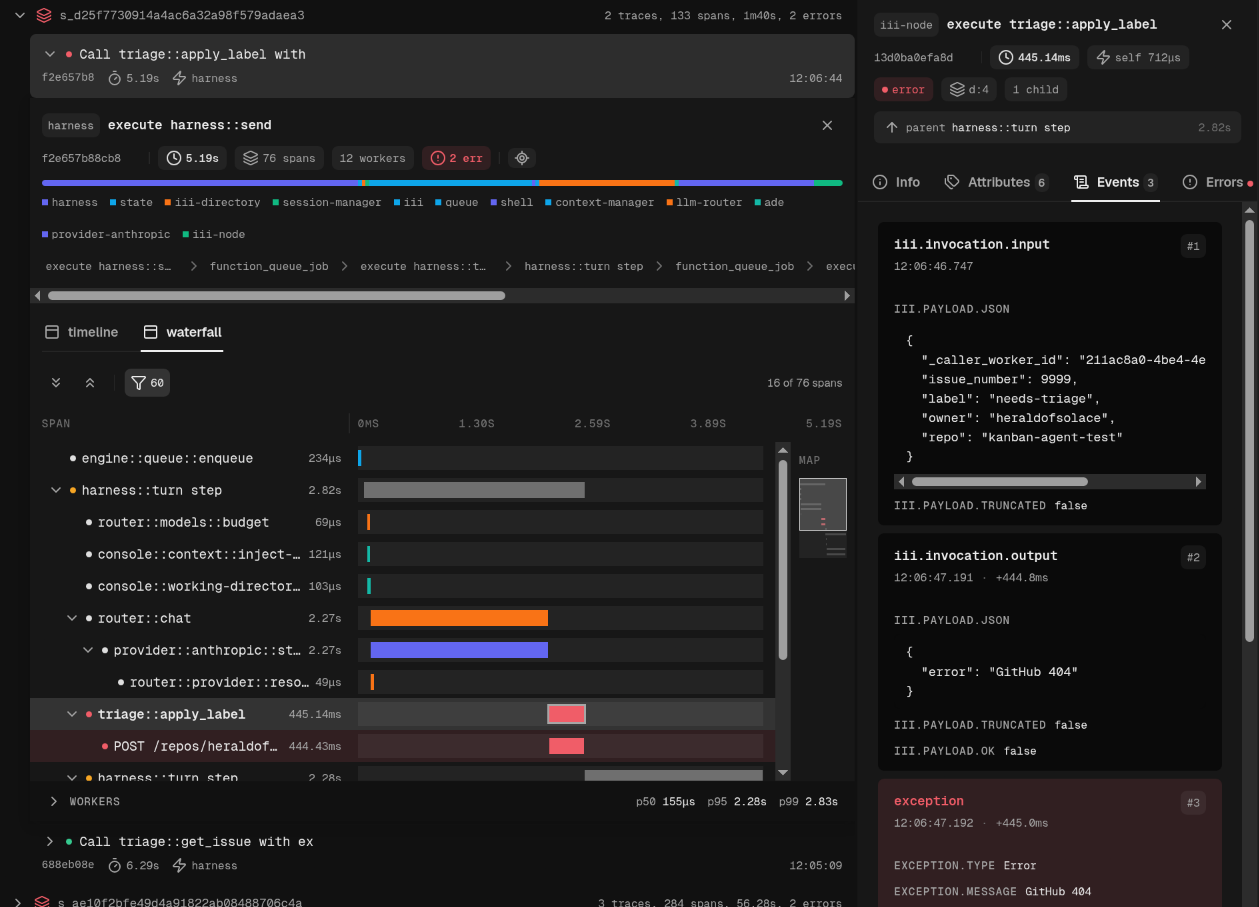 s_d25f7730914a4ac6a32a98f579adaea3 2 traces, 133 spans, 1m40s, 2 errors
Call triage::apply_label with
f2e657b8 5.19s harness 12:06:44
harness execute harness::send
f2e657b88cb8 5.19s 76 spans 12 workers 2 err
harness state iii-directory session-manager iii queue shell context-manager llm-router ade
provider-anthropic iii-node
execute harness::s… function_queue_job execute harness::t… harness::turn step function_queue_job execu
timeline waterfall
60 16 of 76 spans
SPAN 0MS 1.30S 2.59S 3.89S 5.19S
engine::queue::enqueue 234µs
MAP
harness::turn step 2.82s
router::models::budget 69µs
console::context::inject-… 121µs
console::working-director… 103µs
router::chat 2.27s
provider::anthropic::st… 2.27s
router::provider::reso… 49µs
triage::apply_label 445.14ms
POST /repos/heraldof… 444.43ms
harness::turn step 2.28s
WORKERS p50 155µs p95 2.28s p99 2.83s
Call triage::get_issue with ex
688eb08e 6.29s harness 12:05:09
s_ae10f2bfe49d4a91822ab08488706c4a 3 traces, 284 spans, 56.28s, 2 errors
iii-node execute triage::apply_label
13d0ba0efa8d 445.14ms self 712µs
error d:4 1 child
parent harness::turn step 2.82s
Info Attributes 6 Events 3 Errors
iii.invocation.input #1
12:06:46.747
III.PAYLOAD.JSON
{
"_caller_worker_id": "211ac8a0-4be4-4e
"issue_number": 9999,
"label": "needs-triage",
"owner": "heraldofsolace",
"repo": "kanban-agent-test"
}
III.PAYLOAD.TRUNCATED false
iii.invocation.output #2
12:06:47.191 · +444.8ms
III.PAYLOAD.JSON
{
"error": "GitHub 404"
}
III.PAYLOAD.TRUNCATED false
III.PAYLOAD.OK false
exception #3
12:06:47.192 · +445.0ms
EXCEPTION.TYPE Error
EXCEPTION.MESSAGE GitHub 404